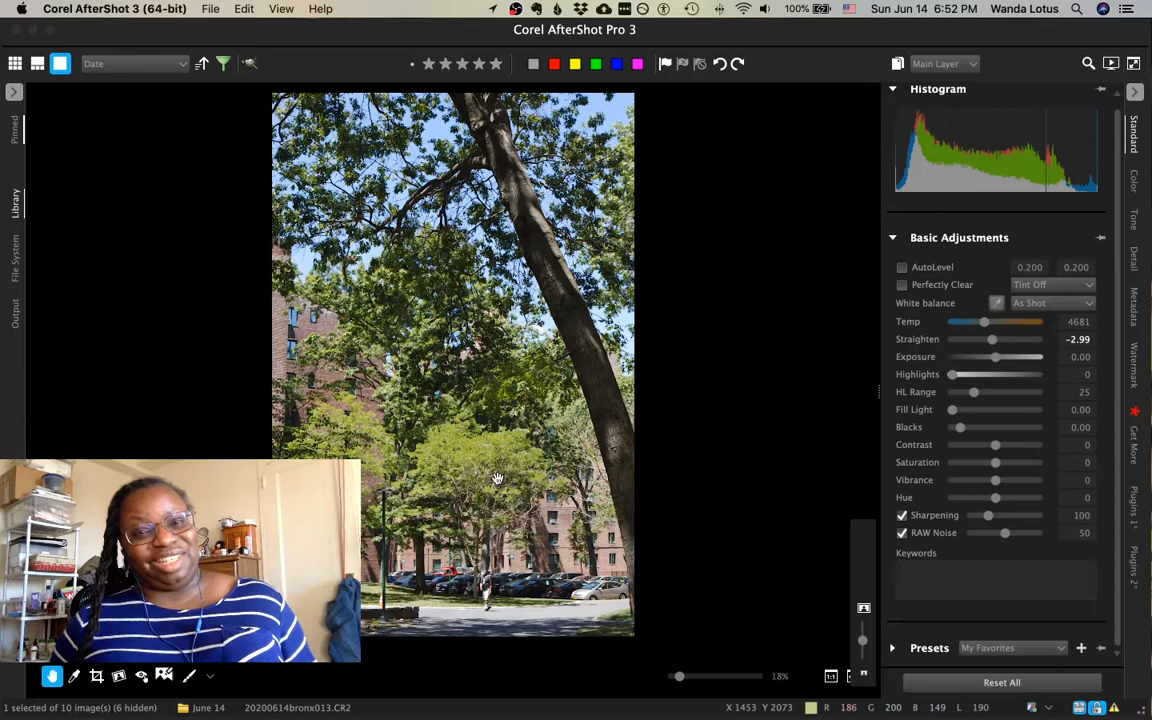 Corel AfterShot 3 (64-bit) File Edit View Help 100% Sun Jun 14 6:52 PM Wanda Lotus
Corel AfterShot Pro 3
Date
Main Layer
Pinned
Library
File System
Output
Histogram
Basic Adjustments
AutoLevel 0.200 0.200
Perfectly Clear Tint Off
White balance As Shot
Temp 4681
Straighten -2.99
Exposure 0.00
Highlights 0
HL Range 25
Fill Light 0.00
Blacks 0.00
Contrast 0
Saturation 0
Vibrance 0
Hue 0
Sharpening 100
RAW Noise 50
Keywords
Presets My Favorites
Reset All
Standard
Color
Tone
Detail
Metadata
Watermark
Get More
Plugins 1*
Plugins 2*
18% 1:1
1 selected of 10 image(s) (6 hidden) June 14 20200614bronx013.CR2 X 1453 Y 2073 R 186 G 200 B 149 L 190